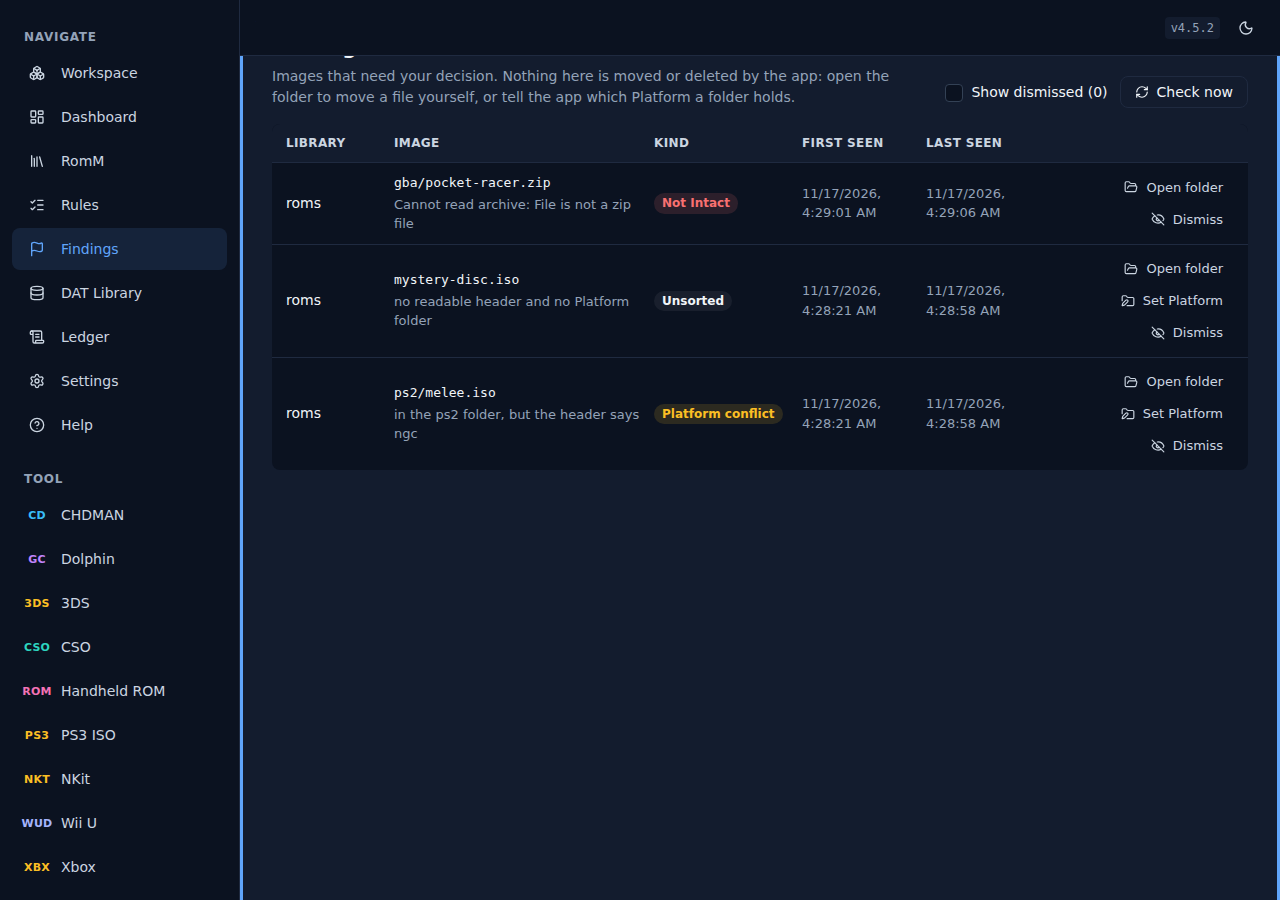 NAVIGATE
Workspace
Dashboard
RomM
Rules
Findings
DAT Library
Ledger
Settings
Help
TOOL
CD CHDMAN
GC Dolphin
3DS 3DS
CSO CSO
ROM Handheld ROM
PS3 PS3 ISO
NKT NKit
WUD Wii U
XBX Xbox
v4.5.2
Images that need your decision. Nothing here is moved or deleted by the app: open the
folder to move a file yourself, or tell the app which Platform a folder holds.
Show dismissed (0)
Check now
LIBRARY IMAGE KIND FIRST SEEN LAST SEEN
roms
gba/pocket-racer.zip
Cannot read archive: File is not a zip
file
Not Intact
11/17/2026,
4:29:01 AM
11/17/2026,
4:29:06 AM
Open folder
Dismiss
roms
mystery-disc.iso
no readable header and no Platform
folder
Unsorted
11/17/2026,
4:28:21 AM
11/17/2026,
4:28:58 AM
Open folder
Set Platform
Dismiss
roms
ps2/melee.iso
in the ps2 folder, but the header says
ngc
Platform conflict
11/17/2026,
4:28:21 AM
11/17/2026,
4:28:58 AM
Open folder
Set Platform
Dismiss